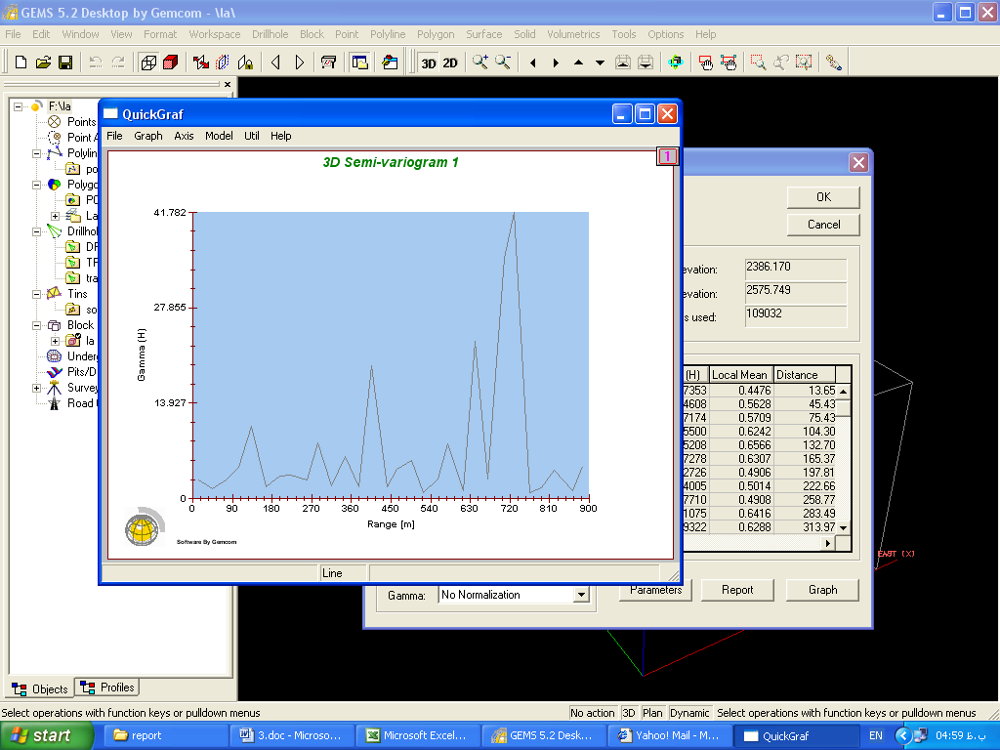 GEMS 5.2 Desktop by Gemcom - \la\
File Edit Window View Format Workspace Drillhole Block Point Polyline Polygon Surface Solid Volumetrics Tools Options Help
3D 2D
F:\la
Points
Point A
Polylin
po
Polygo
PO
La
Drillhol
DF
TF
tra
Tins
so
Block
la
Underg
Pits/D
Survey
Road
Objects
Profiles
QuickGraf
File Graph Axis Model Util Help
3D Semi-variogram 1
1
41.782
27.855
13.927
0
Gamma (H)
0 90 180 270 360 450 540 630 720 810 900
Range [m]
Software By Gemcom
Line
OK
Cancel
evation: 2386.170
evation: 2575.749
s used: 109032
(H) Local Mean Distance
7353 0.4476 13.65
4608 0.5628 45.43
7174 0.5709 75.43
5500 0.6242 104.30
5208 0.6566 132.70
7278 0.6307 165.37
2726 0.4906 197.81
4005 0.5014 222.66
7710 0.4908 258.77
1075 0.6416 283.49
9322 0.6288 313.97
Gamma: No Normalization
Parameters Report Graph
EAST (X)
Select operations with function keys or pulldown menus
No action 3D Plan Dynamic Select operations with function keys or pulldown menus
start
report
3.doc - Microso...
Microsoft Excel...
GEMS 5.2 Desk...
Yahoo! Mail - M...
QuickGraf
EN
04:59 ب.ظ